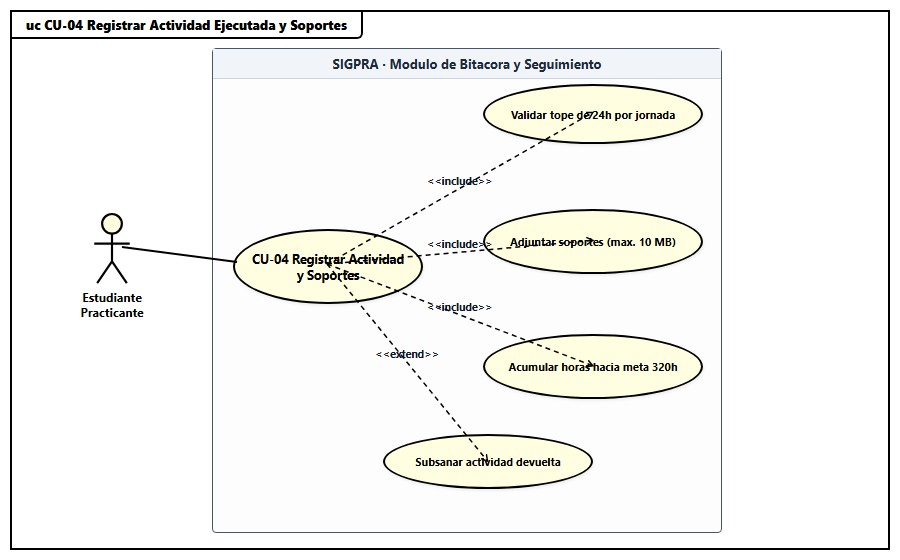 uc CU-04 Registrar Actividad Ejecutada y Soportes
SIGPRA · Modulo de Bitacora y Seguimiento
Validar tope de 24h por jornada
<<include>>
<<include>>
Adjuntar soportes (max. 10 MB)
CU-04 Registrar Actividad
y Soportes
Estudiante
Practicante
<<include>>
<<extend>>
Acumular horas hacia meta 320h
Subsanar actividad devuelta